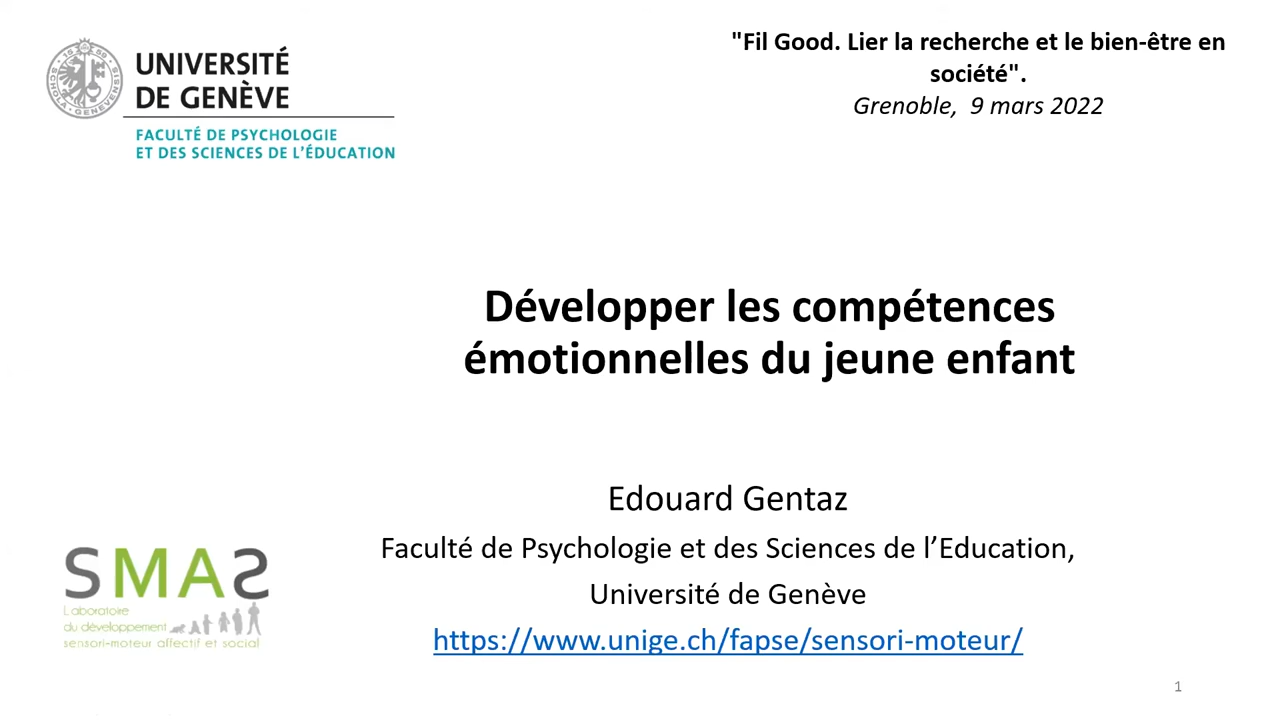 UNIVERSITÉ
DE GENÈVE
FACULTÉ DE PSYCHOLOGIE
ET DES SCIENCES DE L'ÉDUCATION
"Fil Good. Lier la recherche et le bien-être en
société".
Grenoble,  9 mars 2022
Développer les compétences
émotionnelles du jeune enfant
Edouard Gentaz
Faculté de Psychologie et des Sciences de l’Education,
Université de Genève
https://www.unige.ch/fapse/sensori-moteur/
SMAS
Laboratoire
du développement
sensori-moteur affectif et social
1